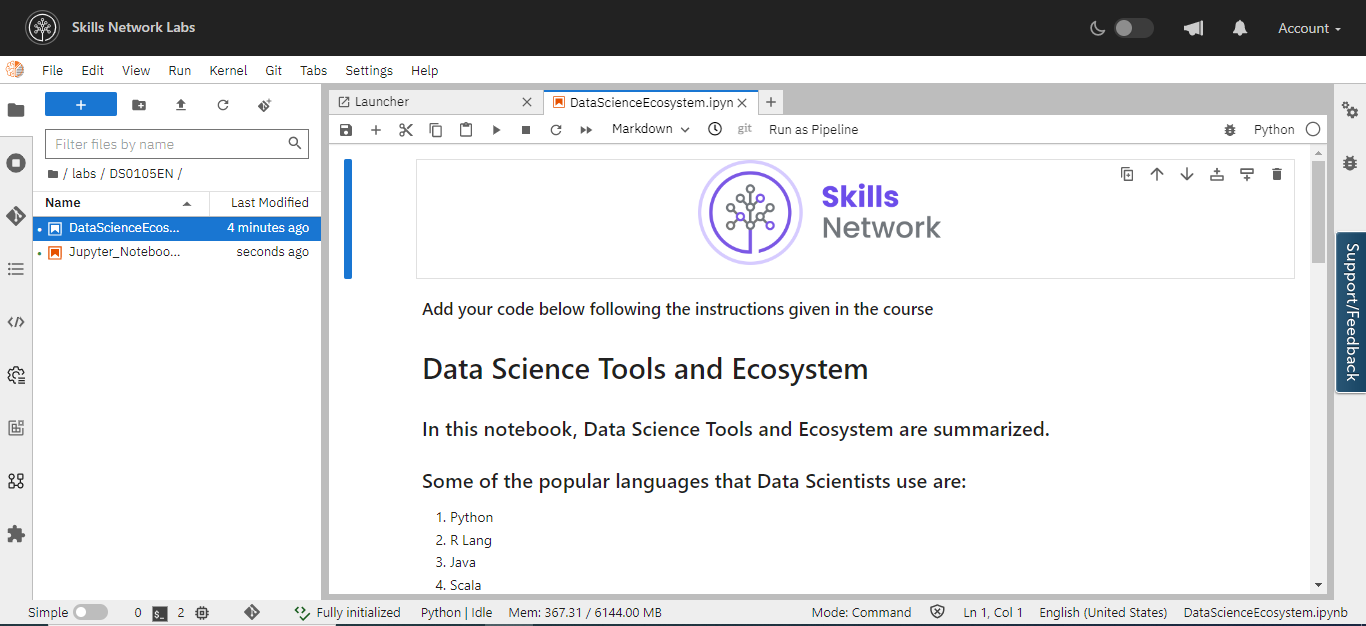 Skills Network Labs
Account
File Edit View Run Kernel Git Tabs Settings Help
+
Filter files by name
/ labs / DS0105EN /
Name Last Modified
DataScienceEcos... 4 minutes ago
Jupyter_Noteboo... seconds ago
Launcher
DataScienceEcosystem.ipyn
Markdown git Run as Pipeline Python
Skills
Network
Add your code below following the instructions given in the course
Data Science Tools and Ecosystem
In this notebook, Data Science Tools and Ecosystem are summarized.
Some of the popular languages that Data Scientists use are:
1. Python
2. R Lang
3. Java
4. Scala
Support/Feedback
Simple 0 $_ 2 Fully initialized Python | Idle Mem: 367.31 / 6144.00 MB Mode: Command Ln 1, Col 1 English (United States) DataScienceEcosystem.ipynb